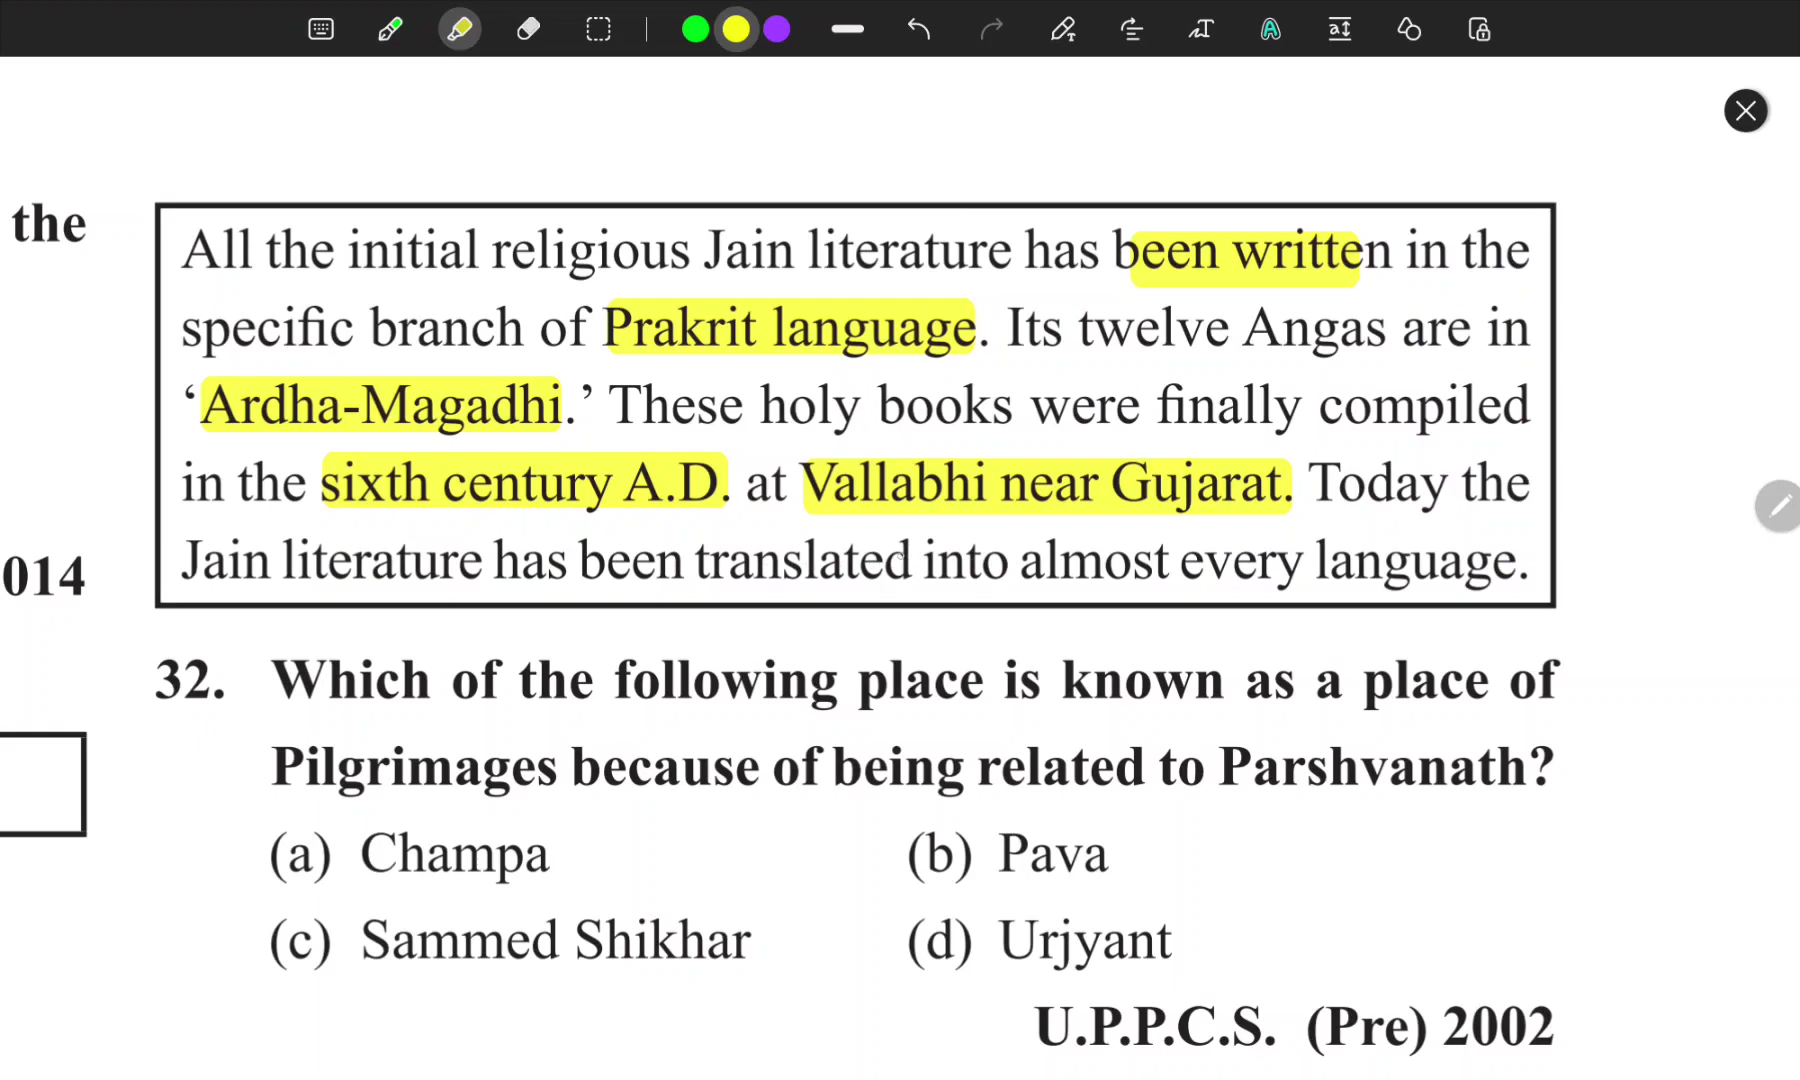 the
All the initial religious Jain literature has been written in the
specific branch of Prakrit language. Its twelve Angas are in
‘Ardha-Magadhi.’ These holy books were finally compiled
in the sixth century A.D. at Vallabhi near Gujarat. Today the
Jain literature has been translated into almost every language.
014
32. Which of the following place is known as a place of
Pilgrimages because of being related to Parshvanath?
(a) Champa (b) Pava
(c) Sammed Shikhar (d) Urjyant
U.P.P.C.S. (Pre) 2002